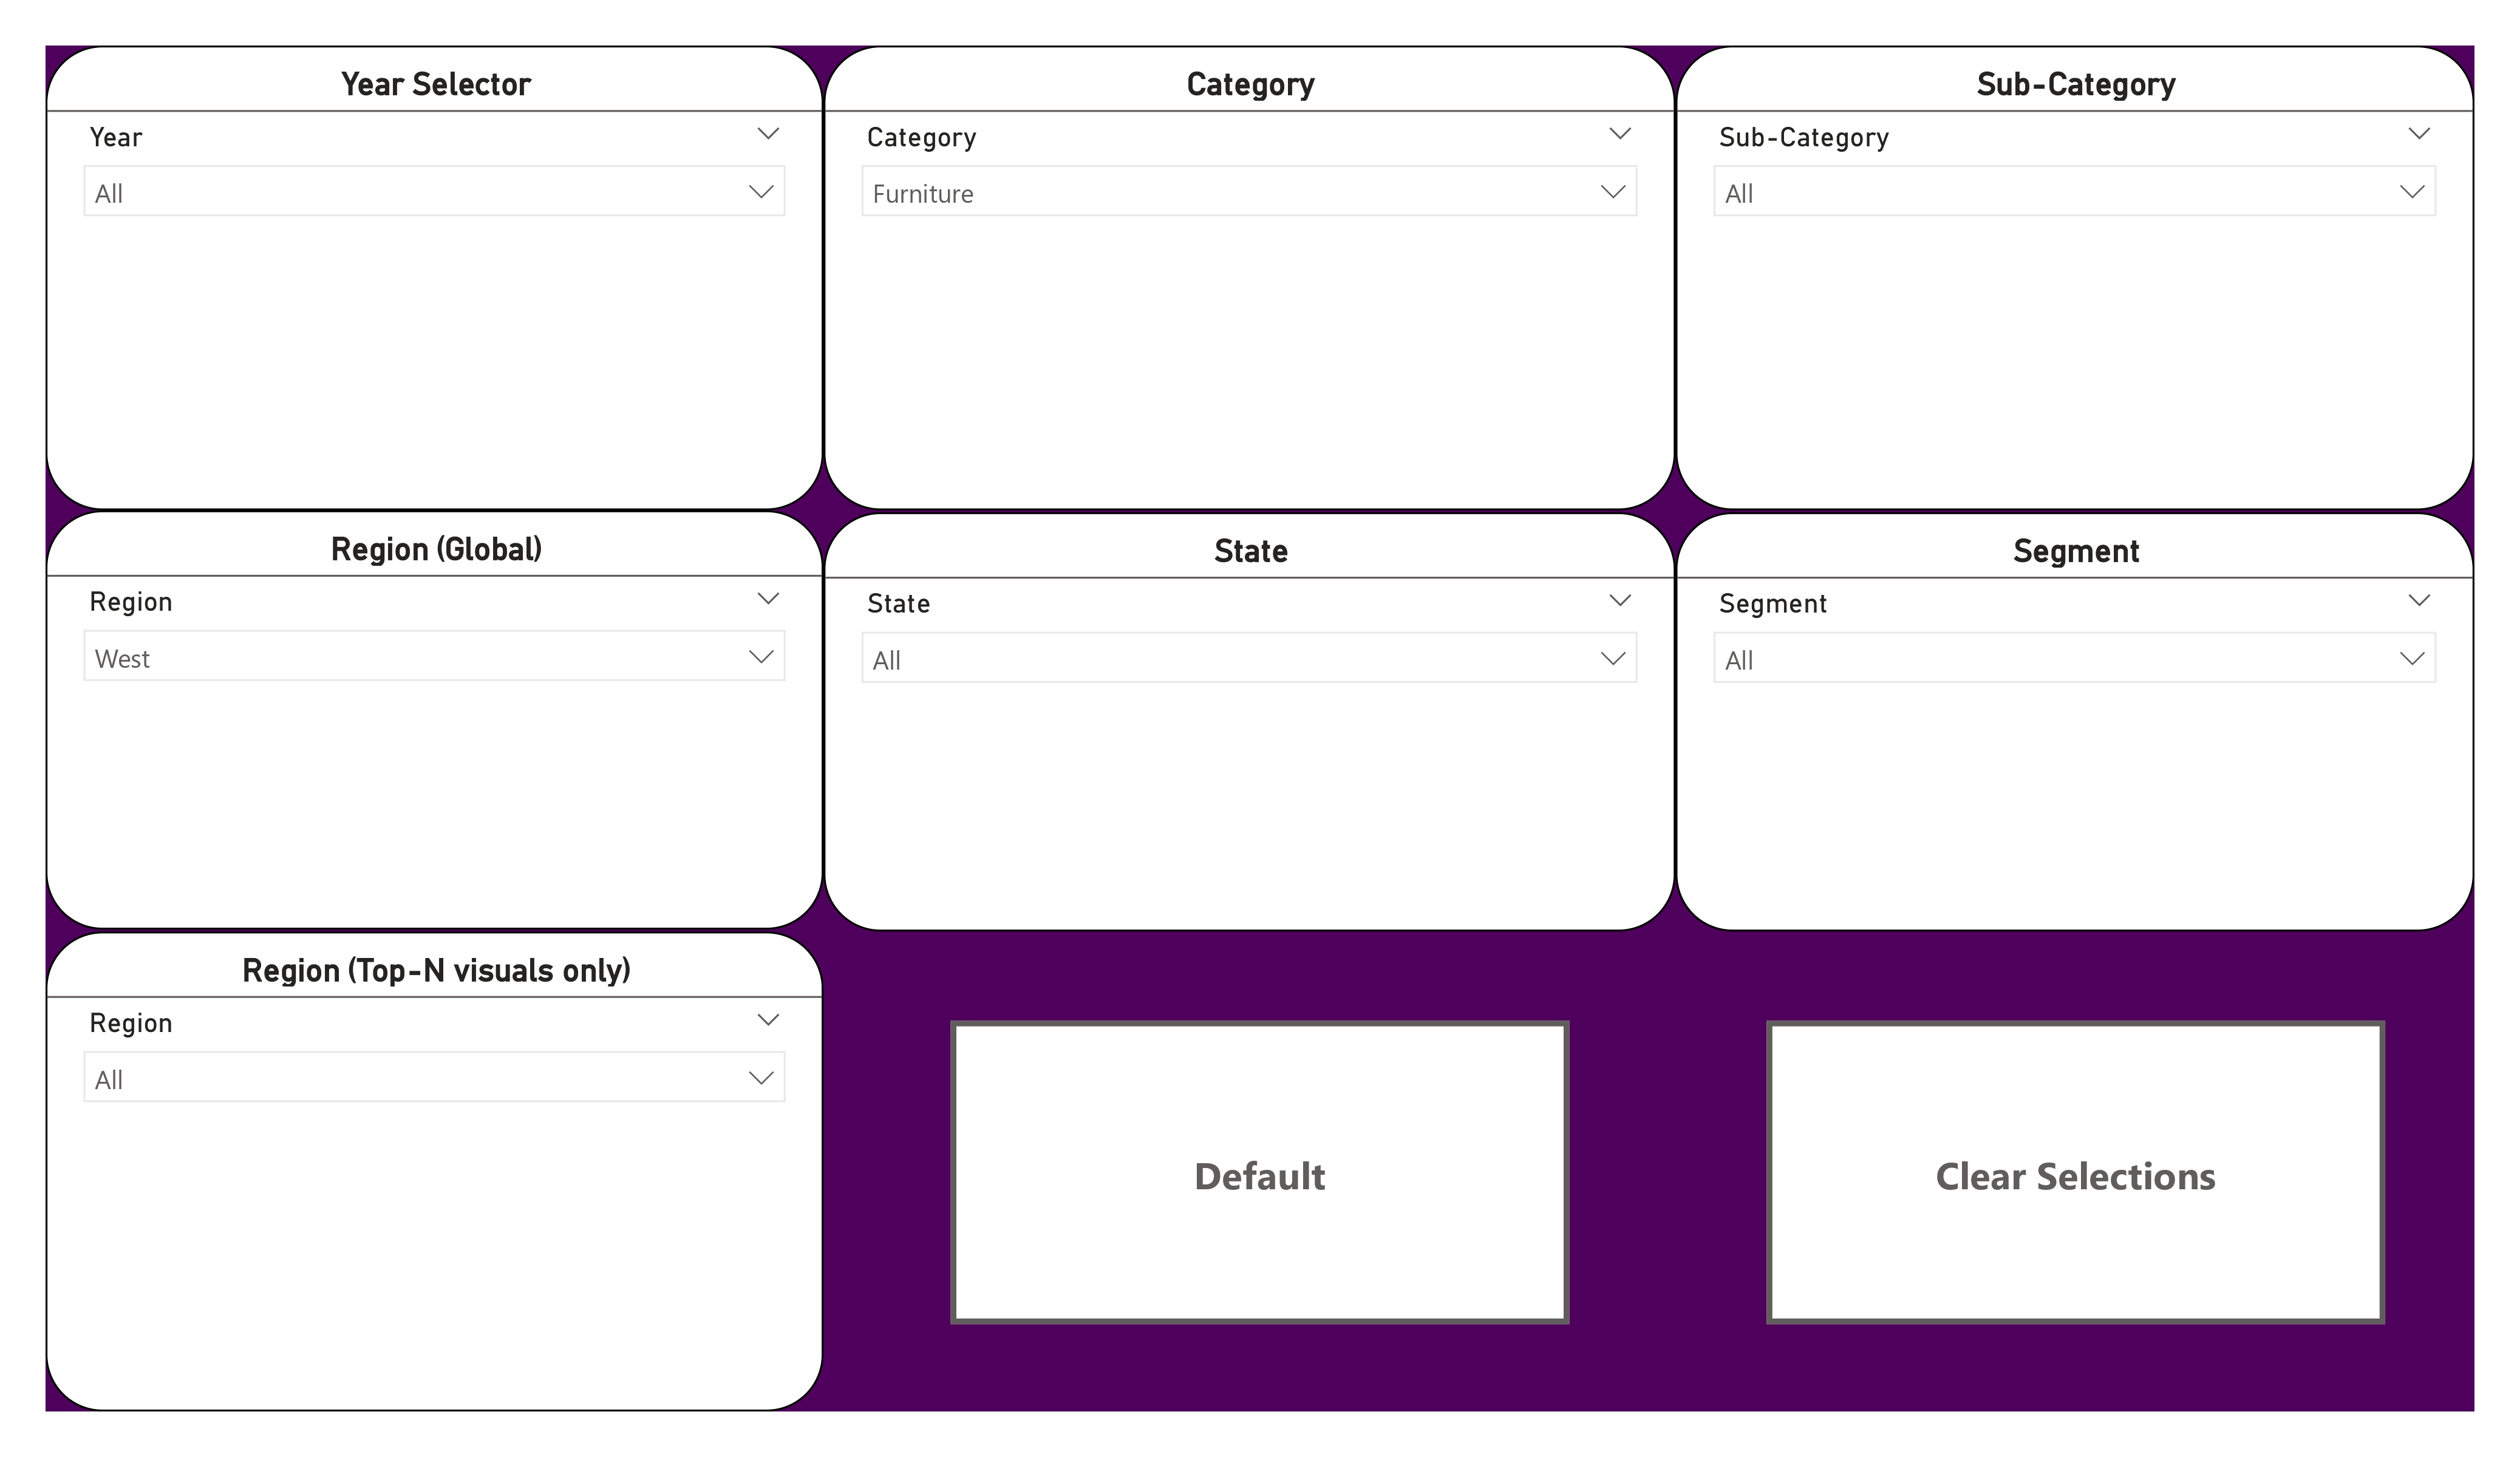 Year Selector
Year
All
Category
Category
Furniture
Sub-Category
Sub-Category
All
Region (Global)
Region
West
State
State
All
Segment
Segment
All
Region (Top-N visuals only)
Region
All
Default
Clear Selections